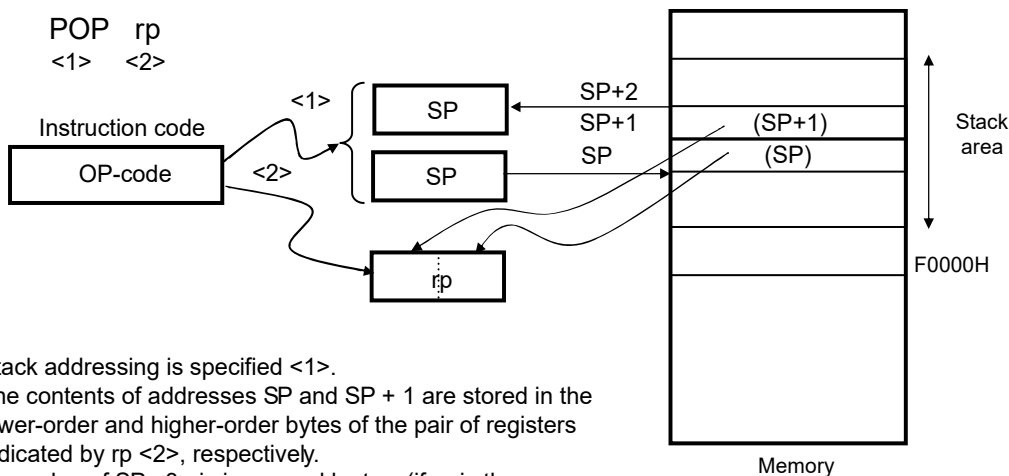 POP rp
<1> <2>
Instruction code
OP-code
<1>
<2>
SP
SP
rp
SP+2
SP+1
SP
(SP+1)
(SP)
Stack
area
F0000H
Memory
tack addressing is specified <1>.
he contents of addresses SP and SP + 1 are stored in the
wer-order and higher-order bytes of the pair of registers
dicated by rp <2>, respectively.